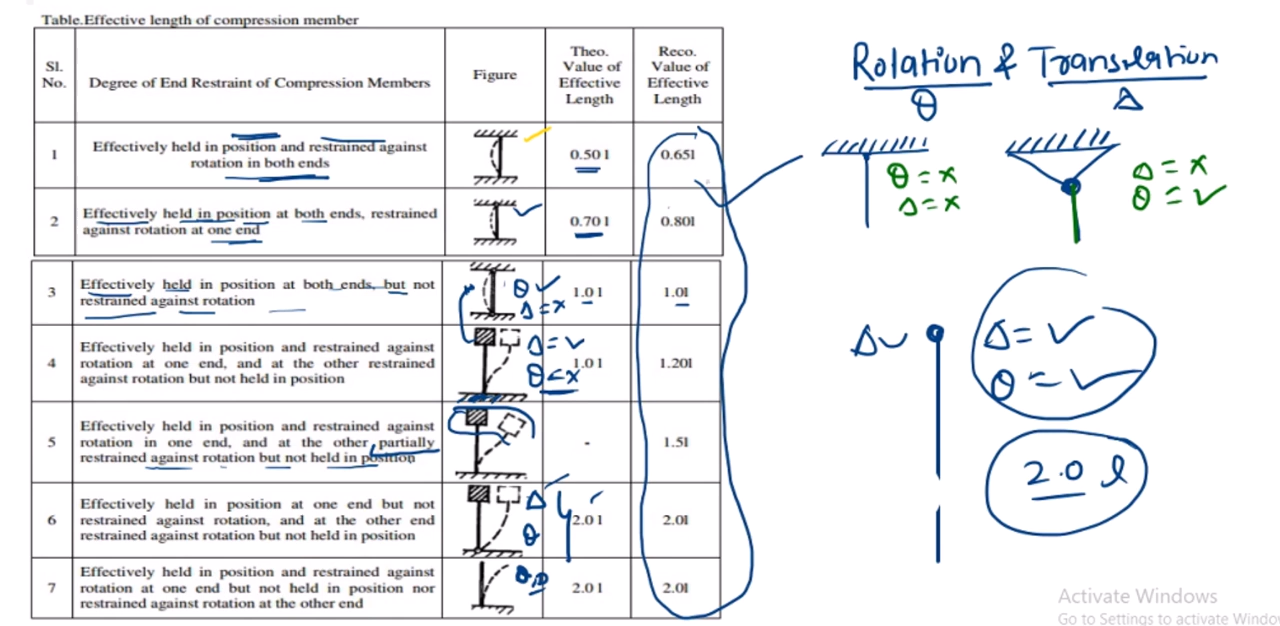 Table.Effective length of compression member
Sl. No.
Degree of End Restraint of Compression Members
Figure
Theo. Value of Effective Length
Reco. Value of Effective Length
1
Effectively held in position and restrained against
rotation in both ends
0.50 l
0.65l
2
Effectively held in position at both ends, restrained
against rotation at one end
0.70 l
0.80l
3
Effectively held in position at both ends, but not
restrained against rotation
θ ✓
Δ = x
1.0 l
1.0l
4
Effectively held in position and restrained against
rotation at one end, and at the other restrained
against rotation but not held in position
Δ = ✓
θ = x
1.0 l
1.20l
5
Effectively held in position and restrained against
rotation in one end, and at the other partially
restrained against rotation but not held in position
-
1.5l
6
Effectively held in position at one end but not
restrained against rotation, and at the other end
restrained against rotation but not held in position
Δ
θ
2.0 l
2.0l
7
Effectively held in position and restrained against
rotation at one end but not held in position nor
restrained against rotation at the other end
2.0 l
2.0l
Rotation & Translation
θ
Δ
θ = x
Δ = x
Δ = x
θ = ✓
Δ ✓
Δ = ✓
θ = ✓
2.0 l
Activate Windows
Go to Settings to activate Windo